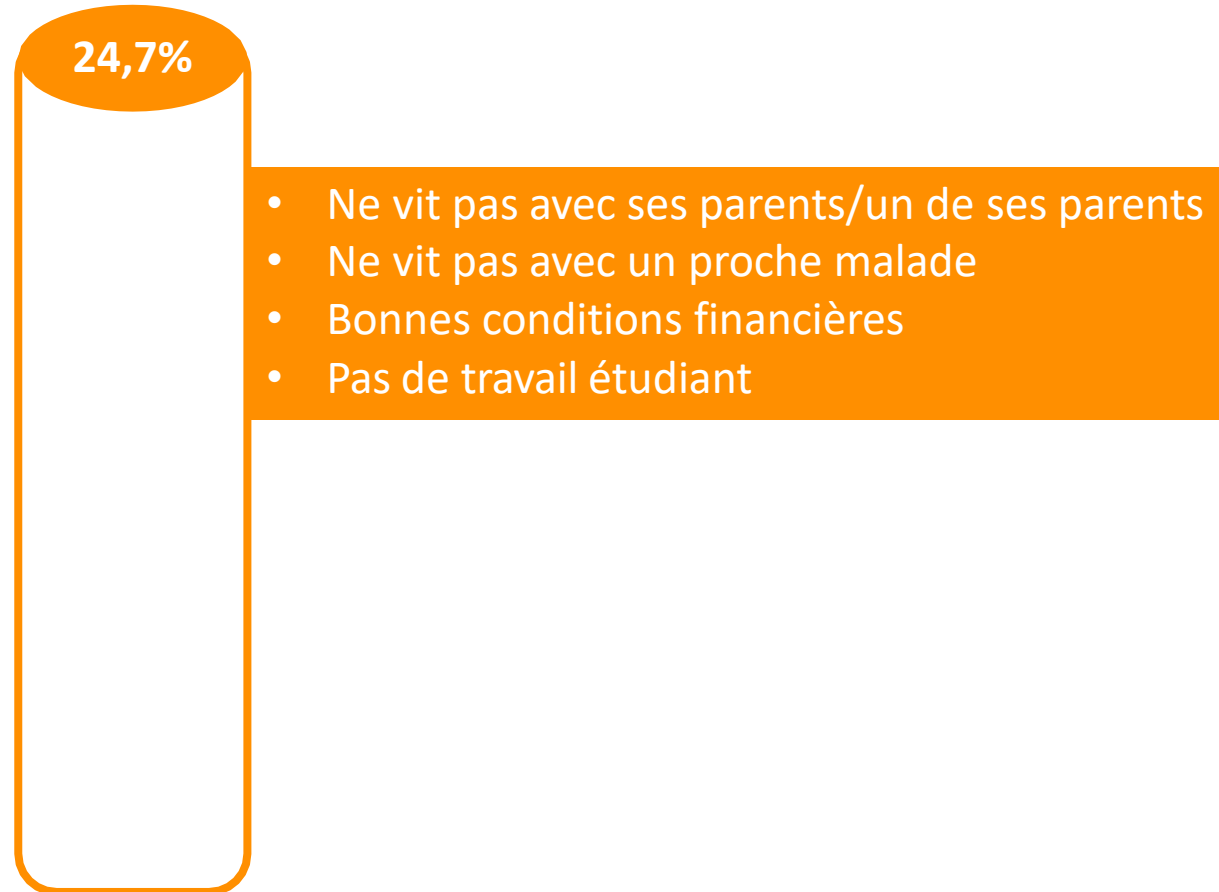 24,7%
• Ne vit pas avec ses parents/un de ses parents
• Ne vit pas avec un proche malade
• Bonnes conditions financières
• Pas de travail étudiant